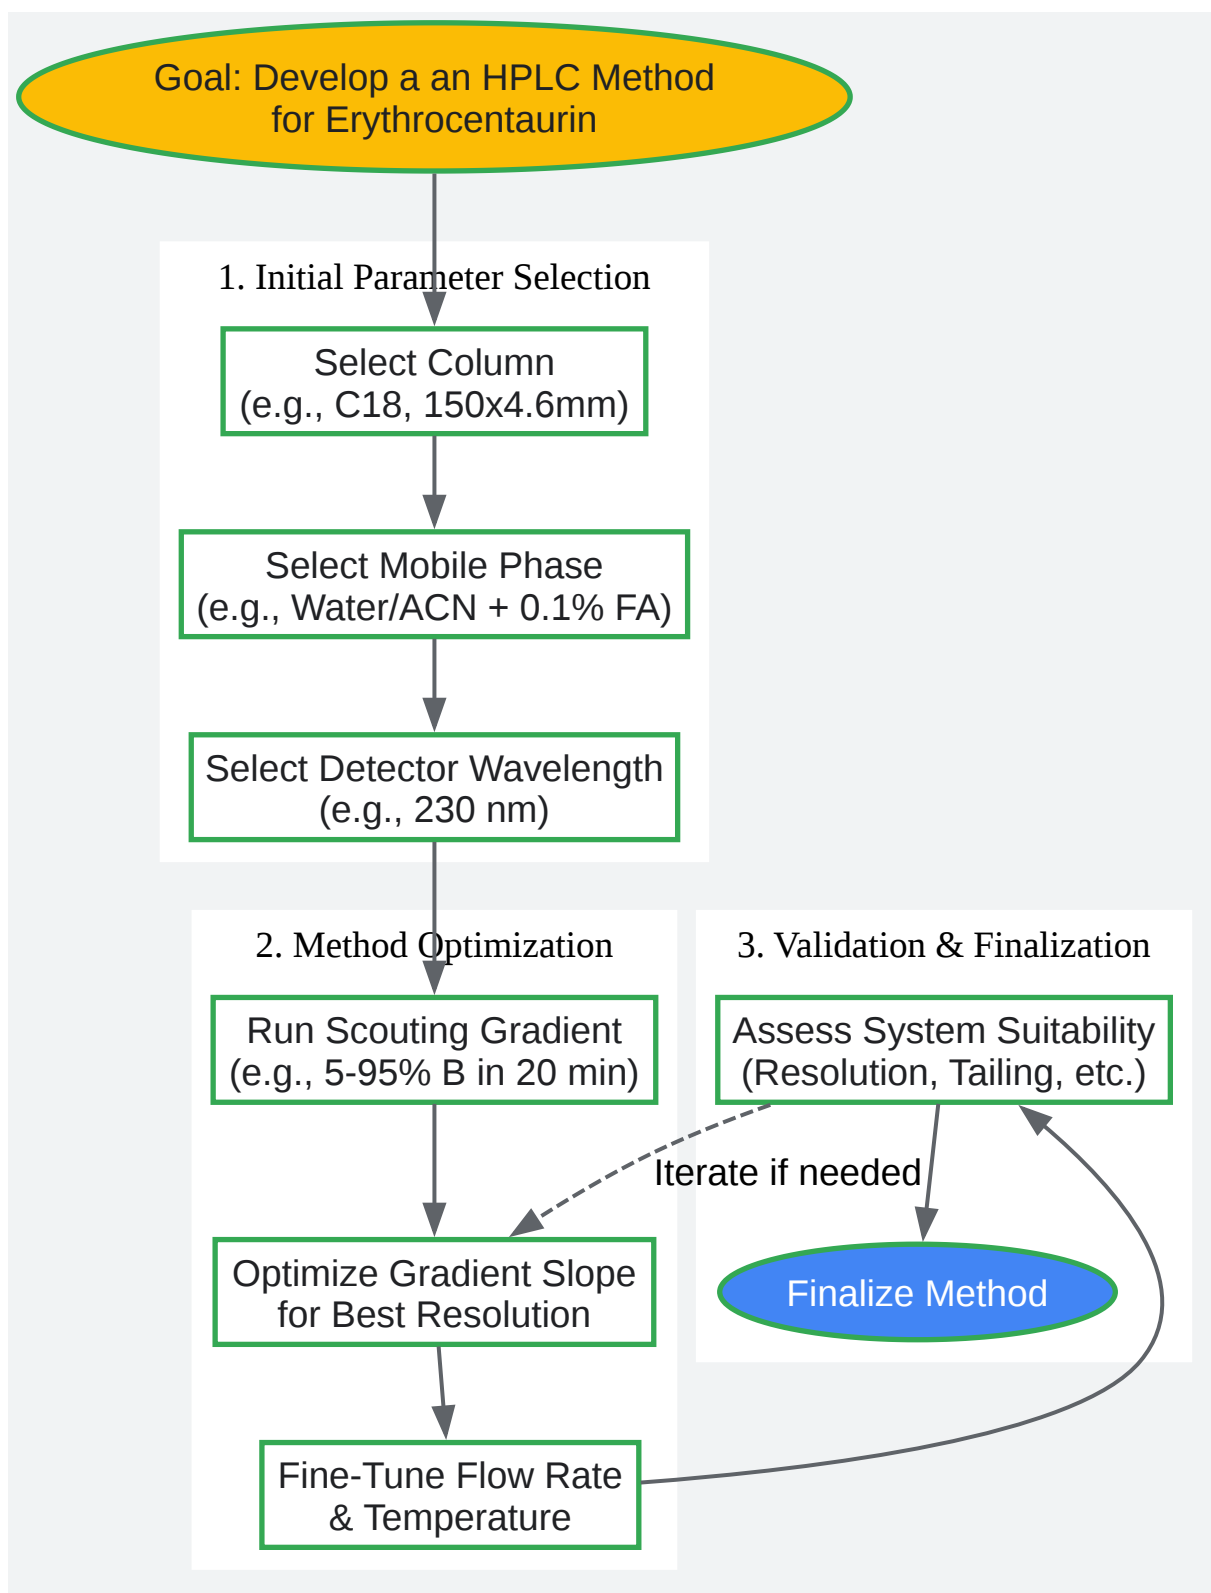 Goal: Develop a an HPLC Method
for Erythrocentaurin
1. Initial Parameter Selection
Select Column
(e.g., C18, 150x4.6mm)
Select Mobile Phase
(e.g., Water/ACN + 0.1% FA)
Select Detector Wavelength
(e.g., 230 nm)
2. Method Optimization
Run Scouting Gradient
(e.g., 5-95% B in 20 min)
Optimize Gradient Slope
for Best Resolution
Fine-Tune Flow Rate
& Temperature
3. Validation & Finalization
Assess System Suitability
(Resolution, Tailing, etc.)
Iterate if needed
Finalize Method